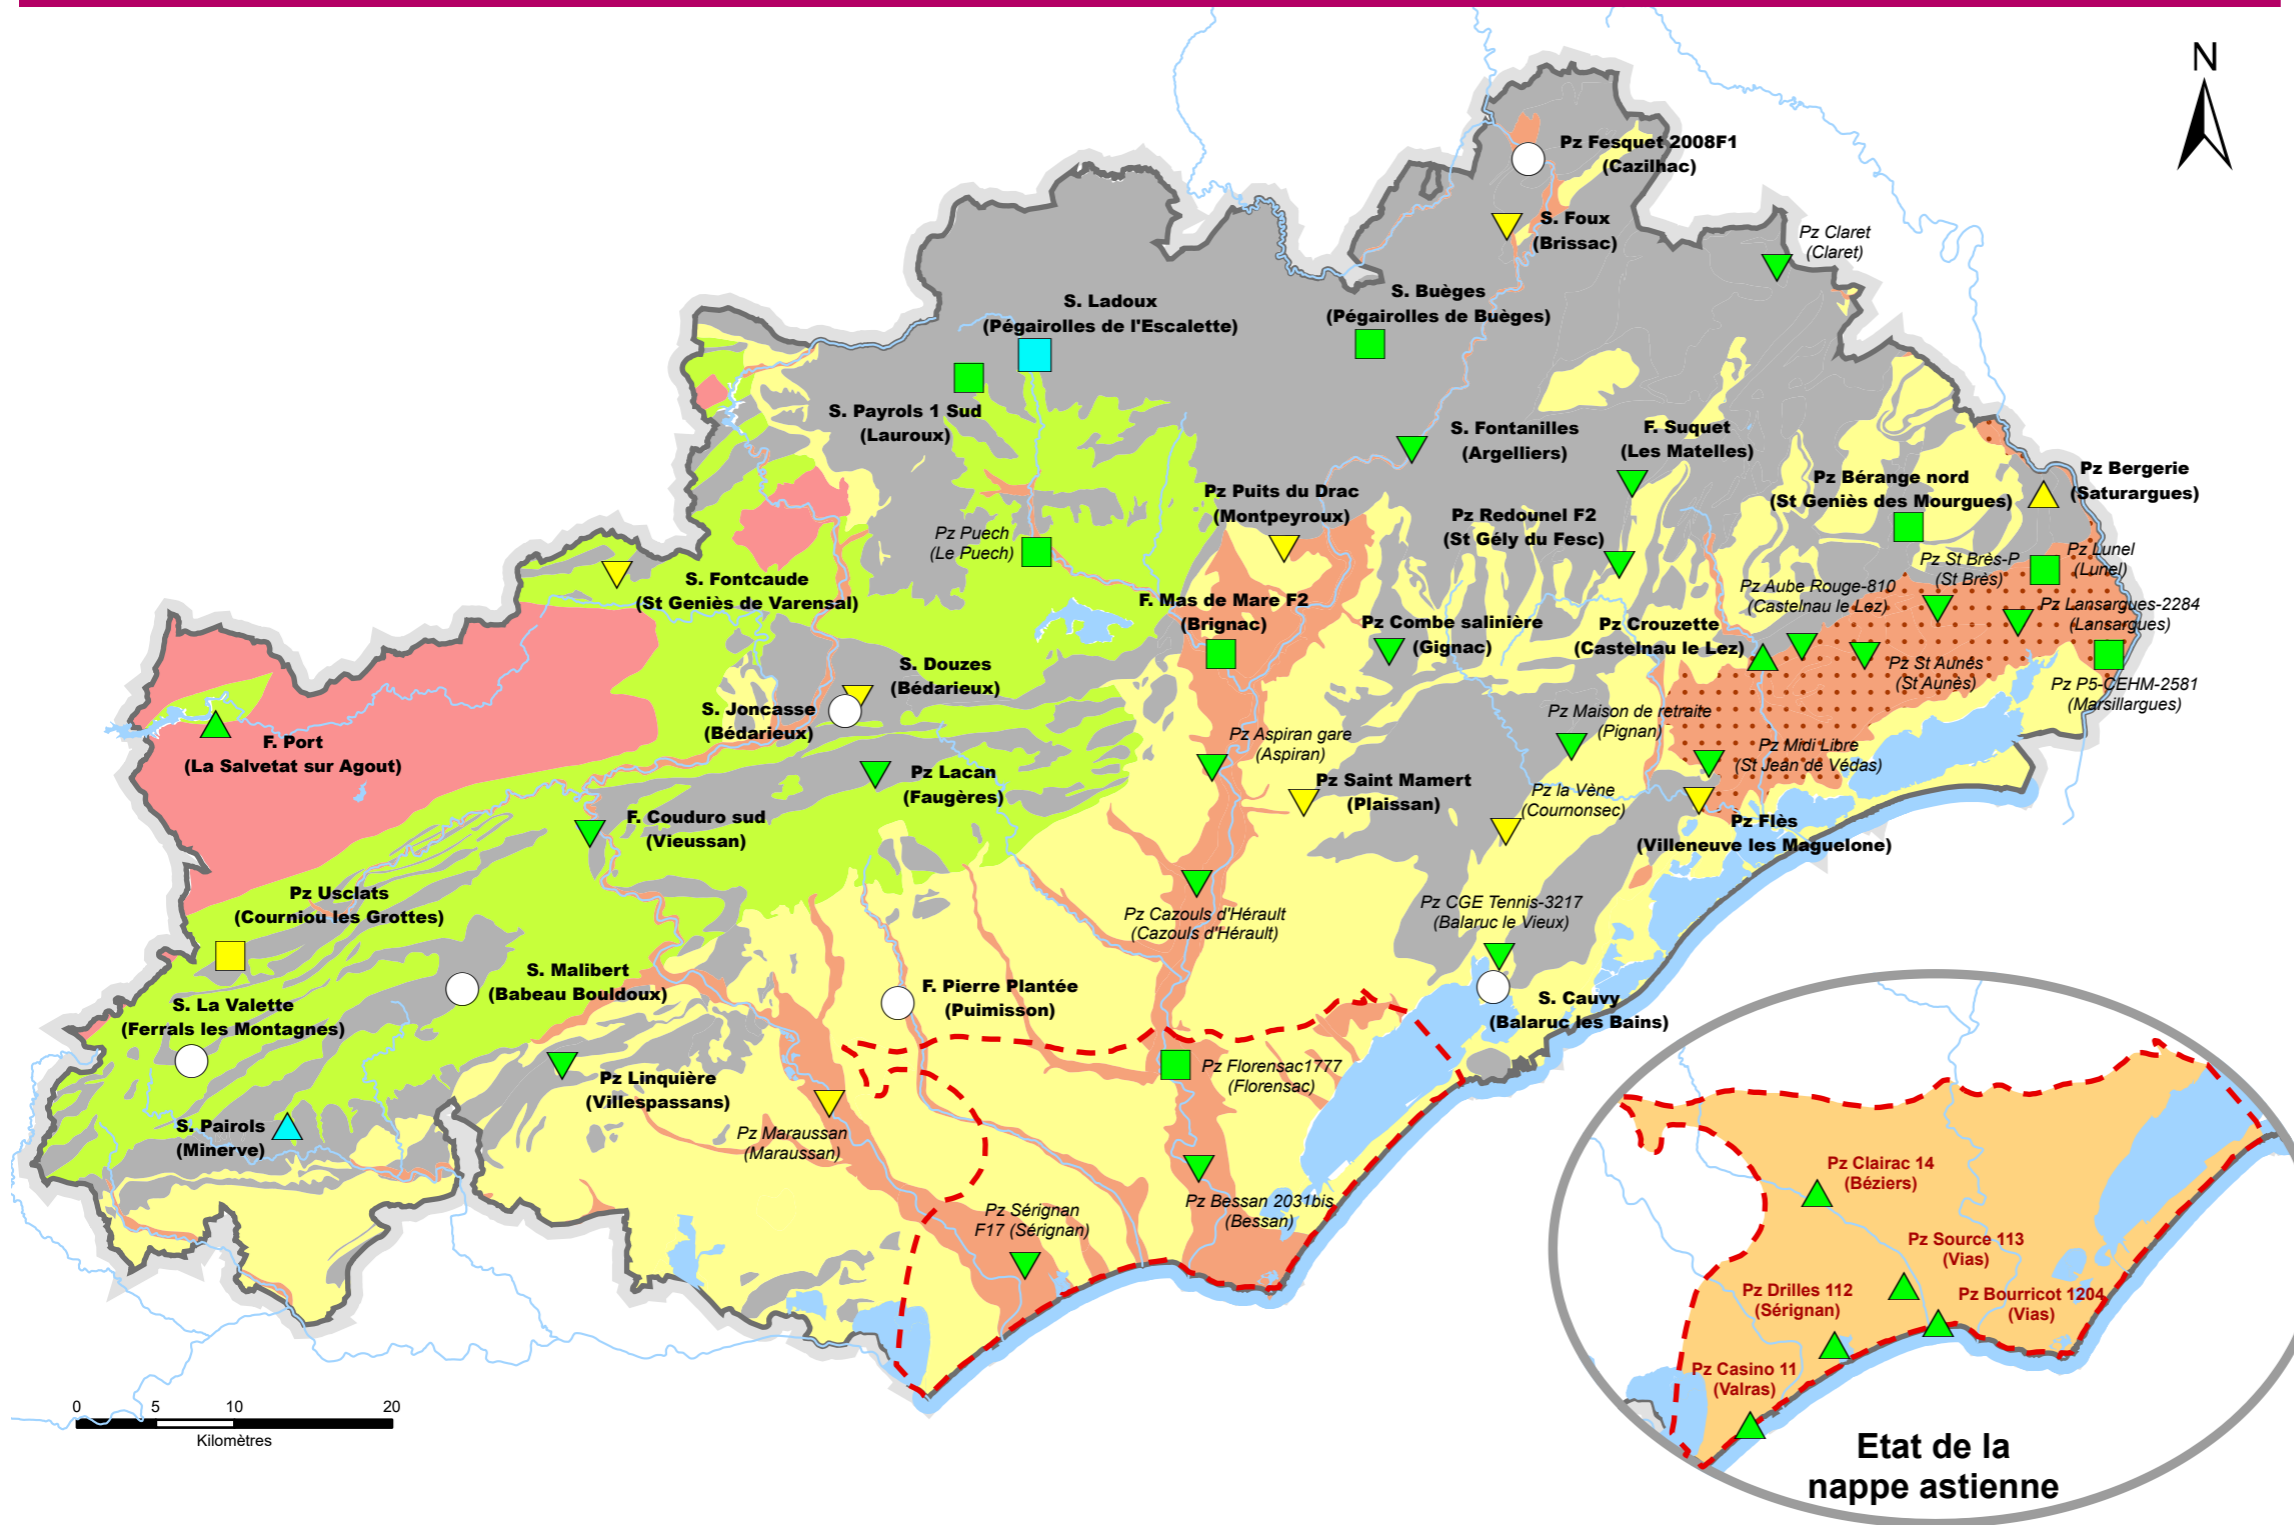 N
Pz Fesquet 2008F1
(Cazilhac)
S. Foux
(Brissac)
Pz Claret
(Claret)
S. Ladoux
(Pégairolles de l'Escalette)
S. Buèges
(Pégairolles de Buèges)
S. Payrols 1 Sud
(Lauroux)
S. Fontanilles
(Argelliers)
F. Suquet
(Les Matelles)
Pz Bérange nord
(St Geniès des Mourgues)
Pz Bergerie
(Saturargues)
Pz Puits du Drac
(Montpeyroux)
Pz Redounel F2
(St Gély du Fesc)
Pz Puech
(Le Puech)
Pz St Brès-P
(St Brès)
Pz Lunel
(Lunel)
S. Fontcaude
(St Geniès de Varensal)
Pz Aube Rouge-810
(Castelnau le Lez)
Pz Lansargues-2284
(Lansargues)
F. Mas de Mare F2
(Brignac)
Pz Combe salinière
(Gignac)
Pz Crouzette
(Castelnau le Lez)
S. Douzes
(Bédarieux)
Pz St Aunès
(St Aunès)
Pz P5-CEHM-2581
(Marsillargues)
S. Joncasse
(Bédarieux)
Pz Maison de retraite
(Pignan)
F. Port
(La Salvetat sur Agout)
Pz Aspiran gare
(Aspiran)
Pz Midi Libre
(St Jean de Védas)
Pz Lacan
(Faugères)
Pz Saint Mamert
(Plaissan)
Pz la Vène
(Cournonsec)
F. Couduro sud
(Vieussan)
Pz Flès
(Villeneuve les Maguelone)
Pz Usclats
(Courniou les Grottes)
Pz Cazouls d'Hérault
(Cazouls d'Hérault)
Pz CGE Tennis-3217
(Balaruc le Vieux)
S. Malibert
(Babeau Bouldoux)
F. Pierre Plantée
(Puimisson)
S. Cauvy
(Balaruc les Bains)
S. La Valette
(Ferrals les Montagnes)
Pz Linquière
(Villespassans)
Pz Florensac1777
(Florensac)
S. Pairols
(Minerve)
Pz Maraussan
(Maraussan)
Pz Bessan 2031bis
(Bessan)
Pz Sérignan
F17 (Sérignan)
Pz Clairac 14
(Béziers)
Pz Source 113
(Vias)
Pz Drilles 112
(Sérignan)
Pz Bourricot 1204
(Vias)
Pz Casino 11
(Valras)
Etat de la
nappe astienne
0 5 10 20
Kilomètres